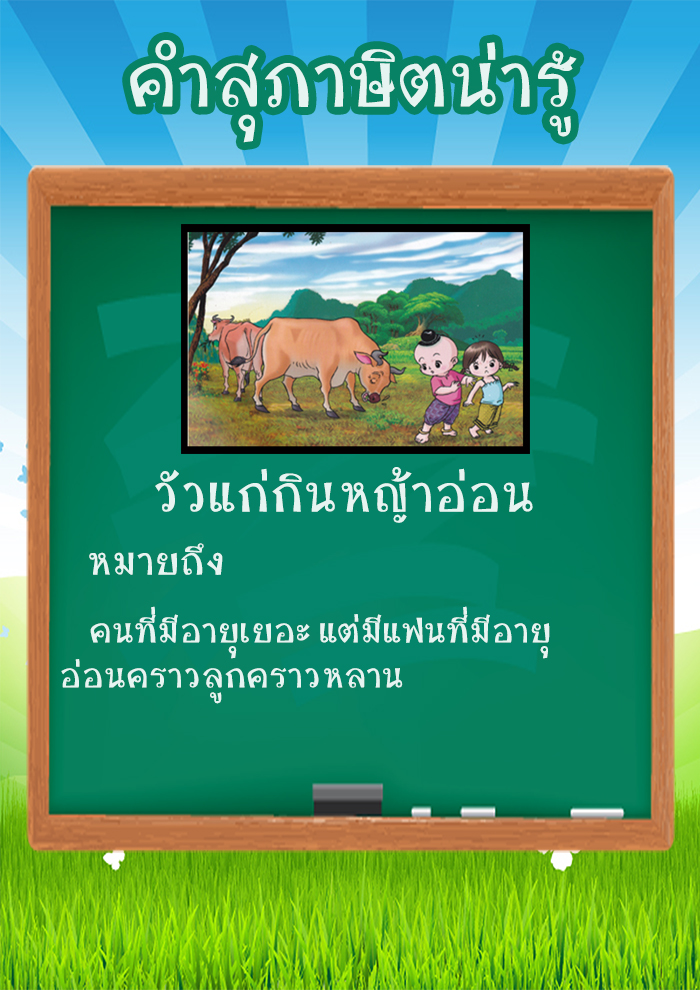 คำสุภาษิตน่ารู้
วัวแก่กินหญ้าอ่อน
หมายถึง
คนที่มีอายุเยอะ แต่มีแฟนที่มีอายุ
อ่อนคราวลูกคราวหลาน